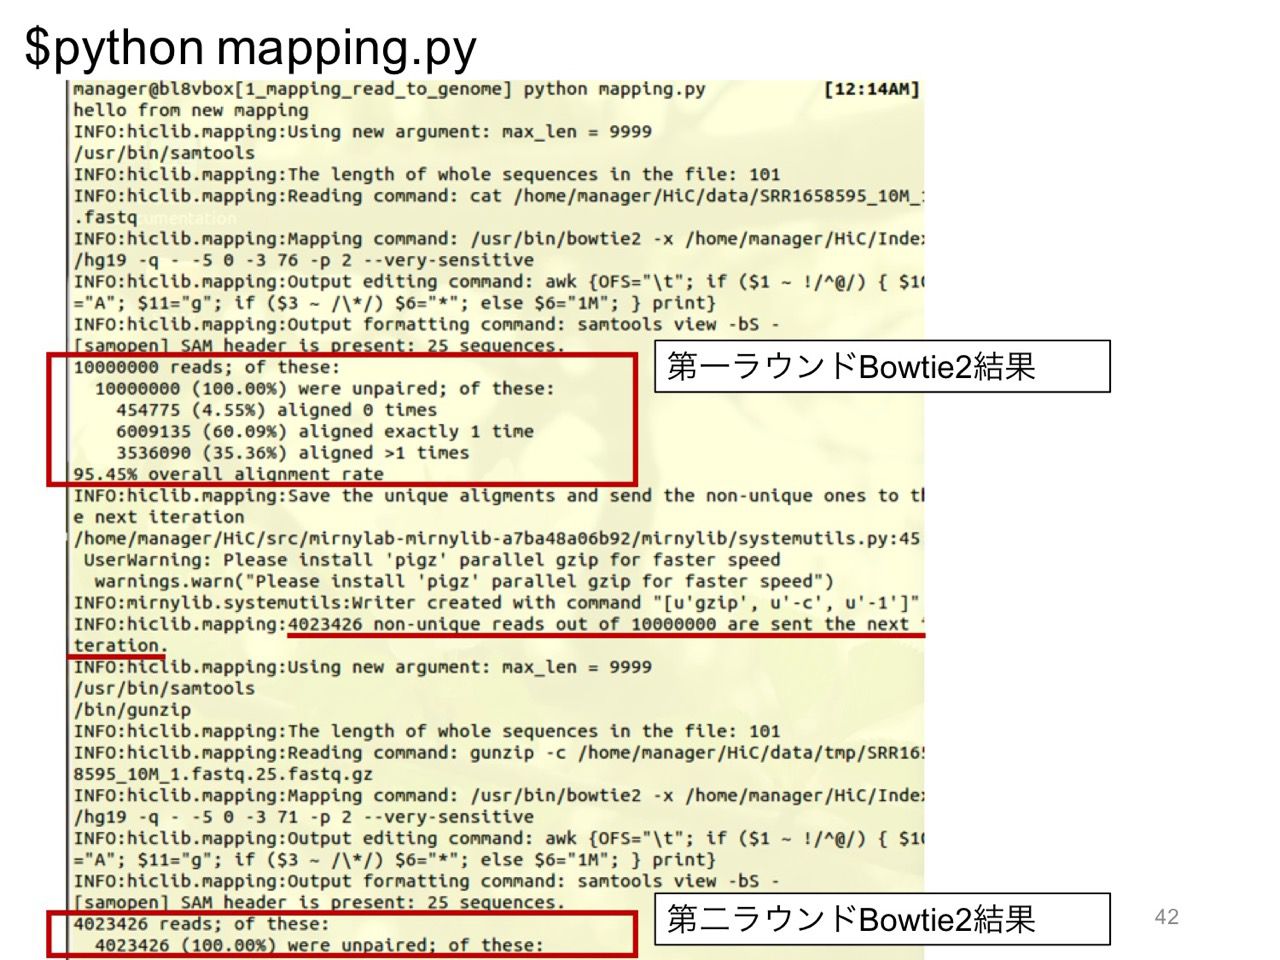 $python mapping.py
manager@bl8vbox[1_mapping_read_to_genome] python mapping.py [12:14AM]
hello from new mapping
INFO:hiclib.mapping:Using new argument: max_len = 9999
/usr/bin/samtools
INFO:hiclib.mapping:The length of whole sequences in the file: 101
INFO:hiclib.mapping:Reading command: cat /home/manager/HiC/data/SRR1658595_10M_1
.fastq
umentation
INFO:hiclib.mapping:Mapping command: /usr/bin/bowtie2 -x /home/manager/HiC/Index
/hg19 -q - -5 0 -3 76 -p 2 --very-sensitive
INFO:hiclib.mapping:Output editing command: awk {OFS="\t"; if ($1 ~ !/^@/) { $10
="A"; $11="g"; if ($3 ~ /\*/) $6="*"; else $6="1M"; } print}
INFO:hiclib.mapping:Output formatting command: samtools view -bS -
[samopen] SAM header is present: 25 sequences.
第一ラウンドBowtie2結果
10000000 reads; of these:
10000000 (100.00%) were unpaired; of these:
454775 (4.55%) aligned 0 times
6009135 (60.09%) aligned exactly 1 time
3536090 (35.36%) aligned >1 times
95.45% overall alignment rate
INFO:hiclib.mapping:Save the unique aligments and send the non-unique ones to th
e next iteration
/home/manager/HiC/src/mirnylab-mirnylib-a7ba48a06b92/mirnylib/systemutils.py:45
UserWarning: Please install 'pigz' parallel gzip for faster speed
warnings.warn("Please install 'pigz' parallel gzip for faster speed")
INFO:mirnylib.systemutils:Writer created with command "[u'gzip', u'-c', u'-1']"
INFO:hiclib.mapping:4023426 non-unique reads out of 10000000 are sent the next i
teration.
INFO:hiclib.mapping:Using new argument: max_len = 9999
/usr/bin/samtools
/bin/gunzip
INFO:hiclib.mapping:The length of whole sequences in the file: 101
INFO:hiclib.mapping:Reading command: gunzip -c /home/manager/HiC/data/tmp/SRR165
8595_10M_1.fastq.25.fastq.gz
INFO:hiclib.mapping:Mapping command: /usr/bin/bowtie2 -x /home/manager/HiC/Index
/hg19 -q - -5 0 -3 71 -p 2 --very-sensitive
INFO:hiclib.mapping:Output editing command: awk {OFS="\t"; if ($1 ~ !/^@/) { $10
="A"; $11="g"; if ($3 ~ /\*/) $6="*"; else $6="1M"; } print}
INFO:hiclib.mapping:Output formatting command: samtools view -bS -
[samopen] SAM header is present: 25 sequences.
第二ラウンドBowtie2結果
42
4023426 reads; of these:
4023426 (100.00%) were unpaired; of these: